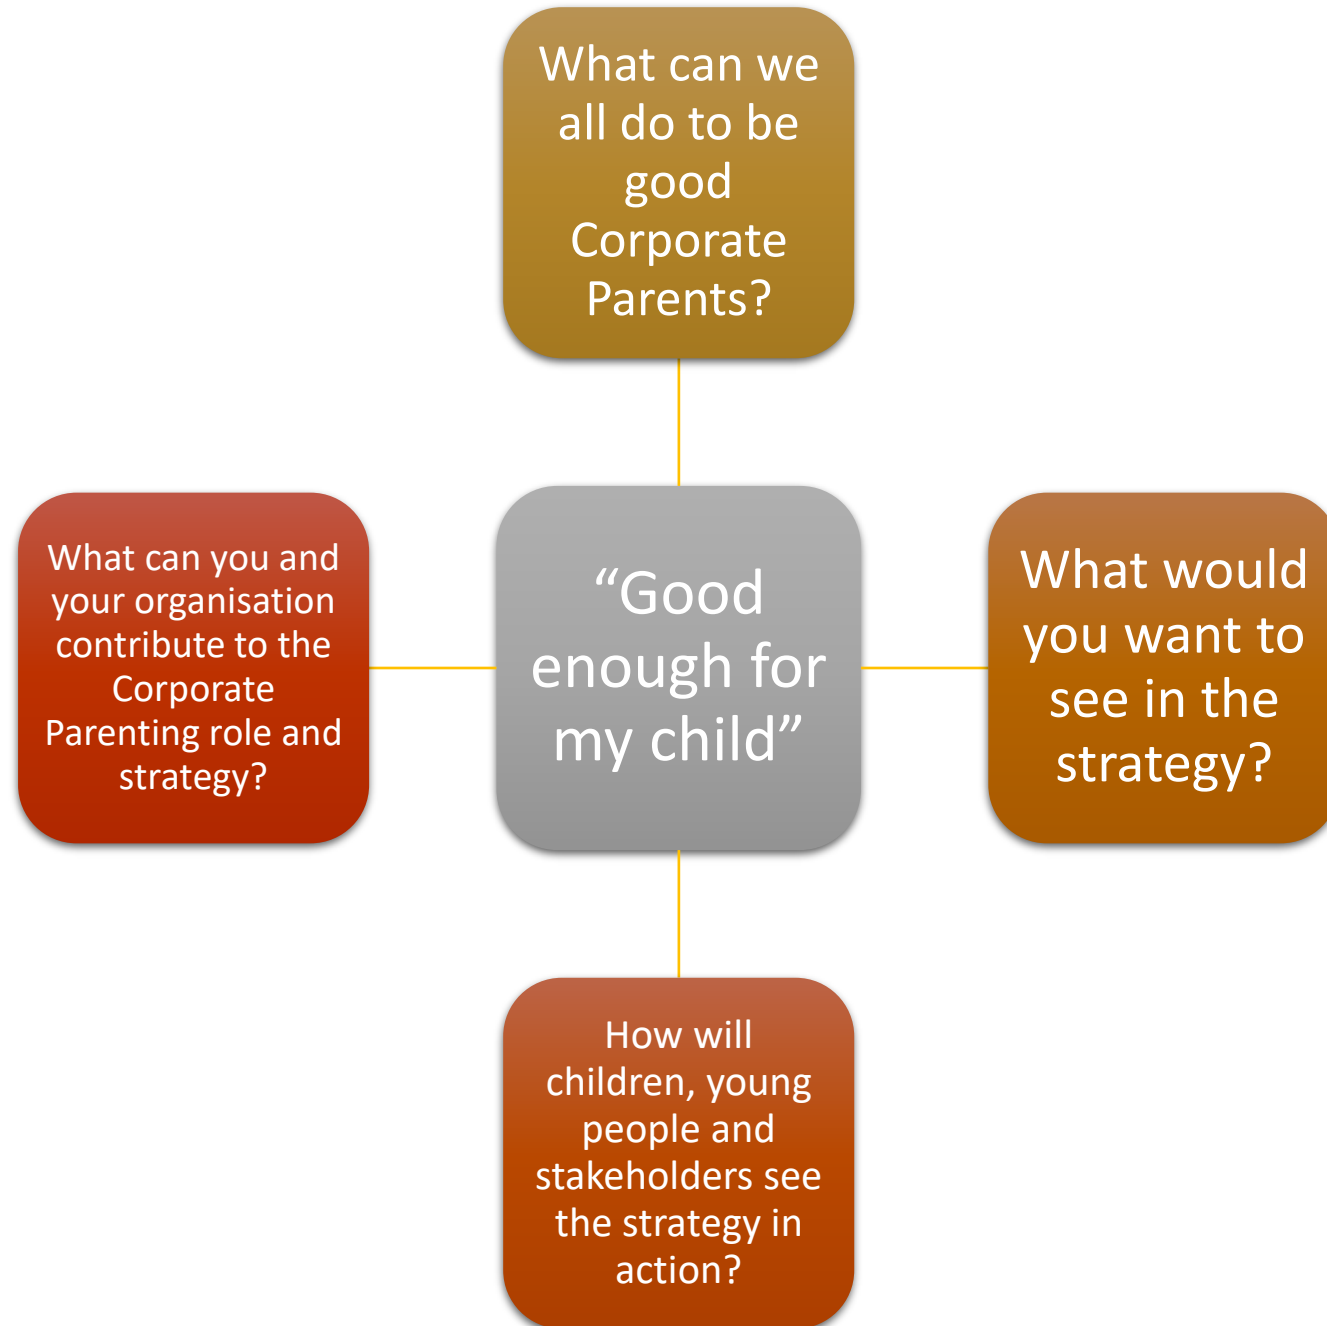 What can we
all do to be
good
Corporate
Parents?
What can you and
your organisation
contribute to the
Corporate
Parenting role and
strategy?
“Good
enough for
my child”
What would
you want to
see in the
strategy?
How will
children, young
people and
stakeholders see
the strategy in
action?